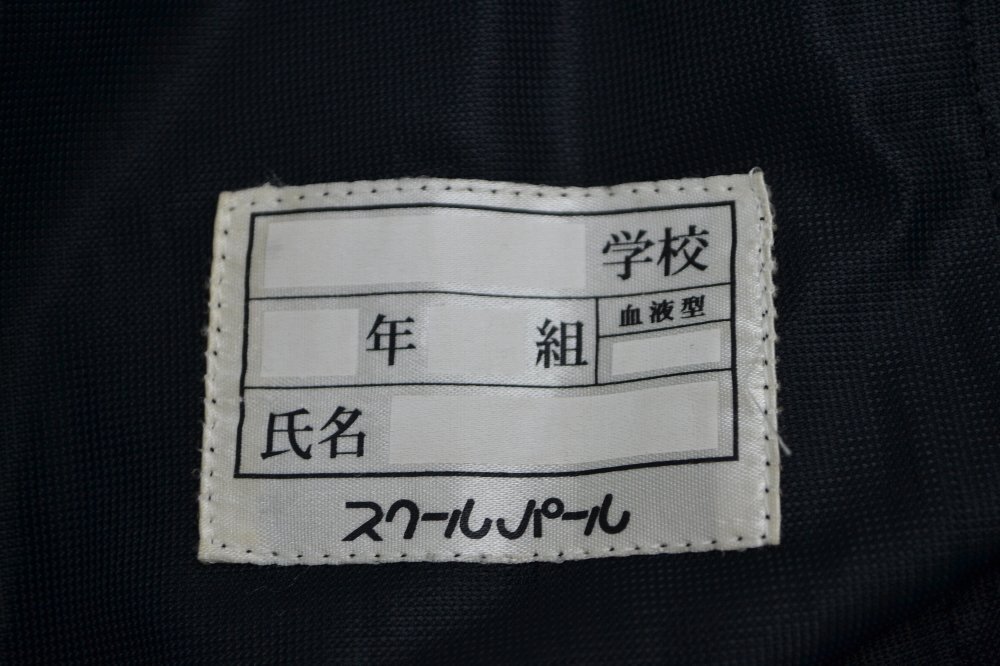 学校
年 組 血液型
氏名
スクールパール